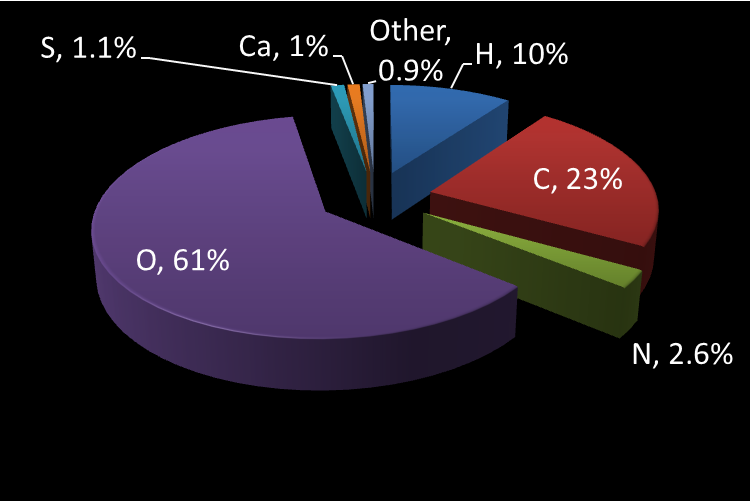 S, 1.1%
Ca, 1%
Other,
0.9%
H, 10%
C, 23%
O, 61%
N, 2.6%